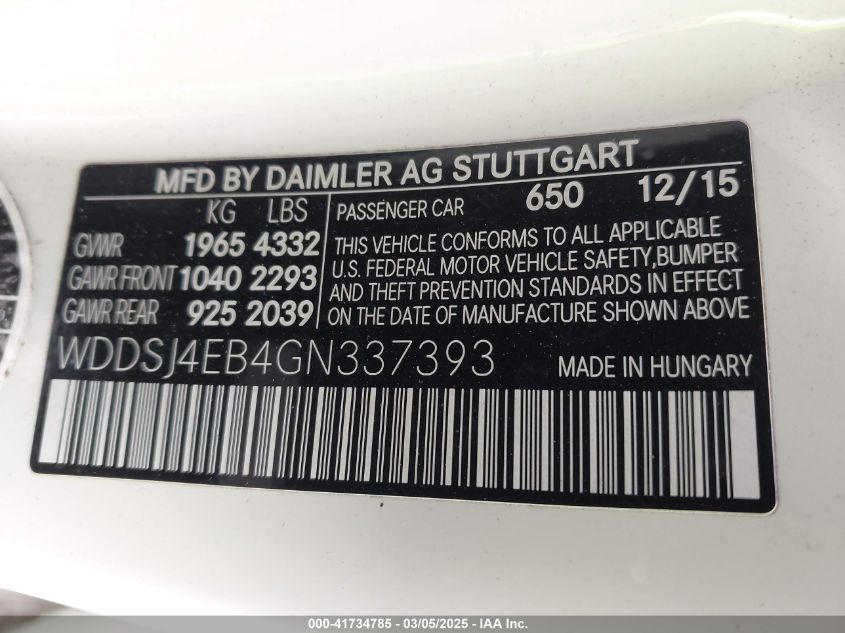 MFD BY DAIMLER AG STUTTGART
KG LBS
GVWR 1965 4332
GAWR FRONT 1040 2293
GAWR REAR 925 2039
PASSENGER CAR 650 12/15
THIS VEHICLE CONFORMS TO ALL APPLICABLE
U.S. FEDERAL MOTOR VEHICLE SAFETY,BUMPER
AND THEFT PREVENTION STANDARDS IN EFFECT
ON THE DATE OF MANUFACTURE SHOWN ABOVE
WDDSJ4EB4GN337393 MADE IN HUNGARY
000-41734785 — 03/05/2025 — IAA Inc.